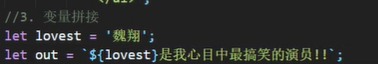 </ul>`;
//3. 变量拼接
let lovest = '魏翔';
let out = `${lovest}是我心目中最搞笑的演员!!`;